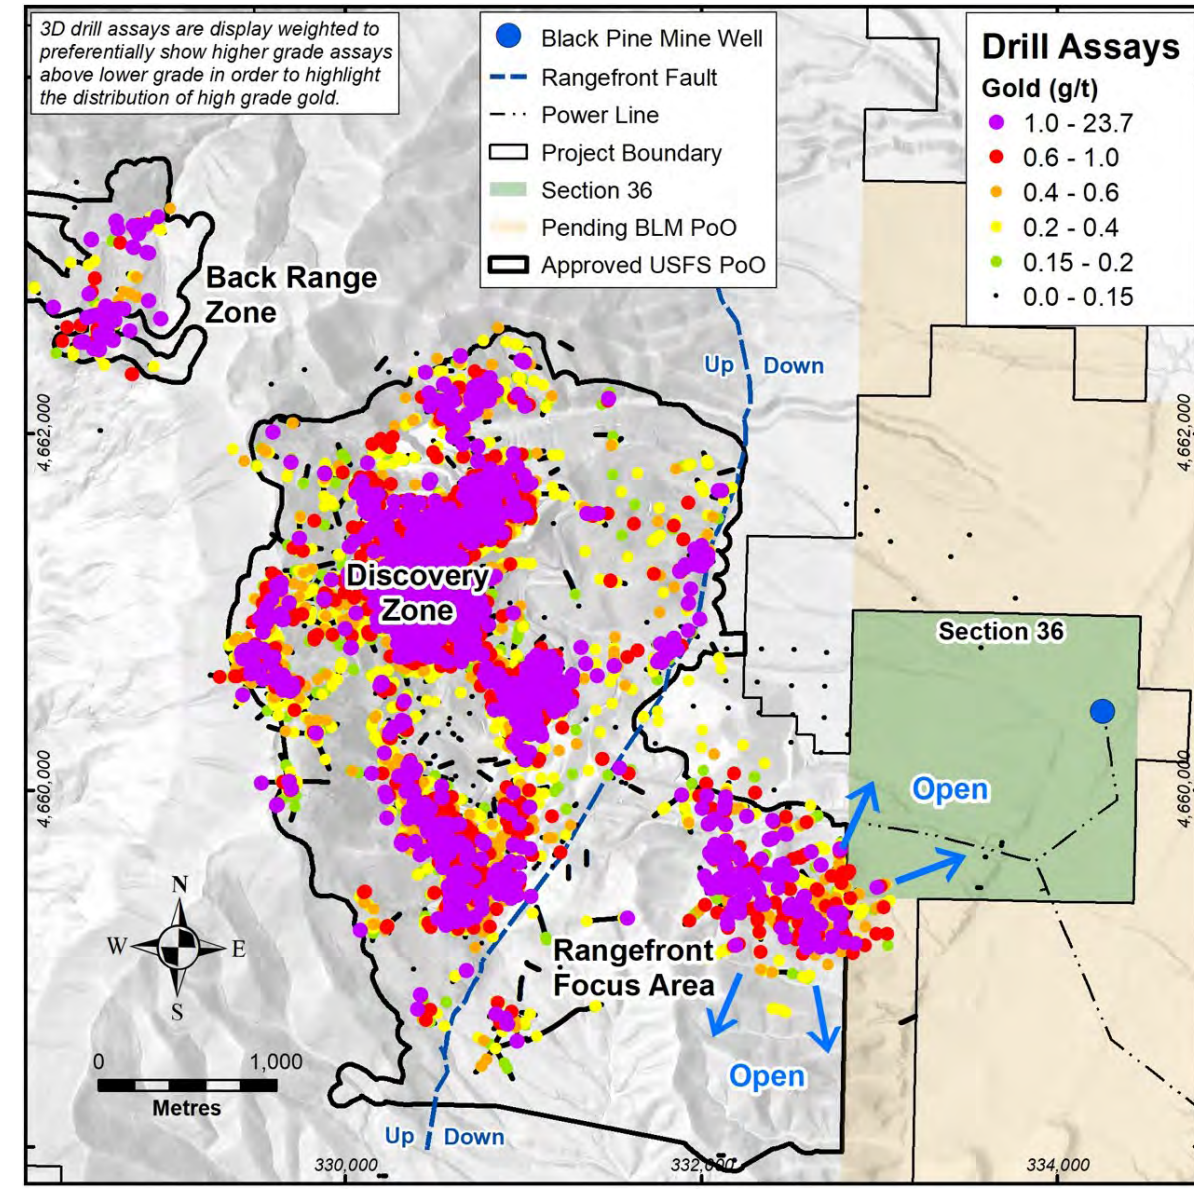 3D drill assays are display weighted to
preferentially show higher grade assays
above lower grade in order to highlight
the distribution of high grade gold.
Black Pine Mine Well
Rangefront Fault
Power Line
Project Boundary
Section 36
Pending BLM PoO
Approved USFS PoO
Drill Assays
Gold (g/t)
1.0 - 23.7
0.6 - 1.0
0.4 - 0.6
0.2 - 0.4
0.15 - 0.2
0.0 - 0.15
Back Range
Zone
Up Down
4,662,000
4,662,000
Discovery
Zone
Section 36
4,660,000
4,660,000
Open
N
W E
S
Rangefront
Focus Area
0 1,000
Metres
Open
Up Down
330,000
332,000
334,000